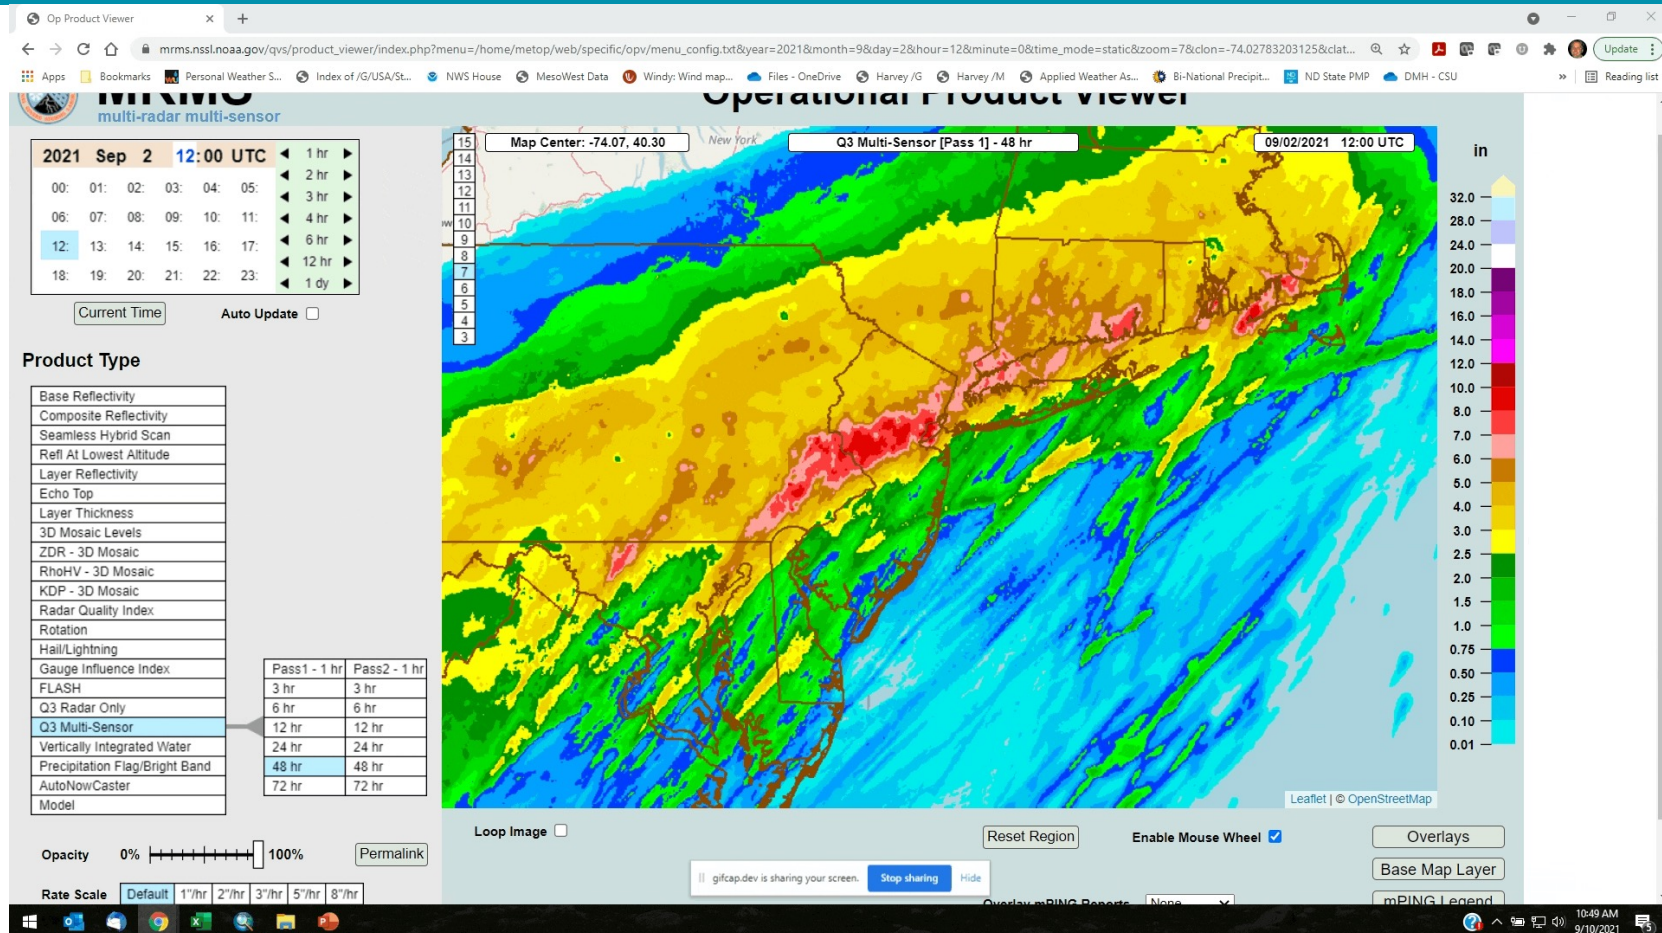 Op Product Viewer
mrms.nssl.noaa.gov/qvs/product_viewer/index.php?menu=/home/metop/web/specific/opv/menu_config.txt&year=2021&month=9&day=2&hour=12&minute=0&time_mode=static&zoom=7&clon=-74.02783203125&clat...
Update
Apps Bookmarks Personal Weather S... Index of /G/USA/St... NWS House MesoWest Data Windy: Wind map... Files - OneDrive Harvey /G Harvey /M Applied Weather As... Bi-National Precipit... ND State PMP DMH - CSU » Reading list
MRMS
multi-radar multi-sensor
Operational Product Viewer
2021 Sep 2 12:00 UTC
1 hr
2 hr
00: 01: 02: 03: 04: 05:
3 hr
06: 07: 08: 09: 10: 11:
4 hr
12: 13: 14: 15: 16: 17:
6 hr
12 hr
18: 19: 20: 21: 22: 23:
1 dy
Current Time
Auto Update
Product Type
Base Reflectivity
Composite Reflectivity
Seamless Hybrid Scan
Refl At Lowest Altitude
Layer Reflectivity
Echo Top
Layer Thickness
3D Mosaic Levels
ZDR - 3D Mosaic
RhoHV - 3D Mosaic
KDP - 3D Mosaic
Radar Quality Index
Rotation
Hail/Lightning
Gauge Influence Index
FLASH
Q3 Radar Only
Q3 Multi-Sensor
Vertically Integrated Water
Precipitation Flag/Bright Band
AutoNowCaster
Model
Pass1 - 1 hr Pass2 - 1 hr
3 hr 3 hr
6 hr 6 hr
12 hr 12 hr
24 hr 24 hr
48 hr 48 hr
72 hr 72 hr
Opacity 0% 100% Permalink
Rate Scale Default 1"/hr 2"/hr 3"/hr 5"/hr 8"/hr
15
14
13
12
11
10
9
8
7
6
5
4
3
Map Center: -74.07, 40.30
New York
Q3 Multi-Sensor [Pass 1] - 48 hr
09/02/2021 12:00 UTC
in
32.0
28.0
24.0
20.0
18.0
16.0
14.0
12.0
10.0
8.0
7.0
6.0
5.0
4.0
3.0
2.5
2.0
1.5
1.0
0.75
0.50
0.25
0.10
0.01
Leaflet | © OpenStreetMap
Loop Image
Reset Region
Enable Mouse Wheel
Overlays
Base Map Layer
mPING Legend
Overlay mPING Reports None
gifcap.dev is sharing your screen. Stop sharing Hide
10:49 AM
9/10/2021
5